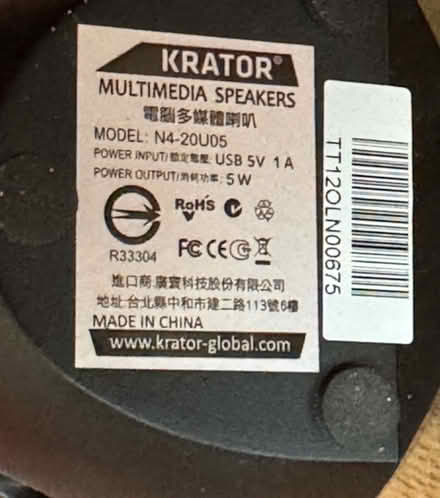 KRATOR®
MULTIMEDIA SPEAKERS
電腦多媒體喇叭
MODEL: N4-20U05
POWER INPUT/額定電壓: USB 5V 1 A
POWER OUTPUT/消耗功率: 5 W
RoHS
R33304
FC CE
進口商:廣寰科技股份有限公司
地址:台北縣中和市建二路113號6樓
MADE IN CHINA
www.krator-global.com
TT12OLN00675